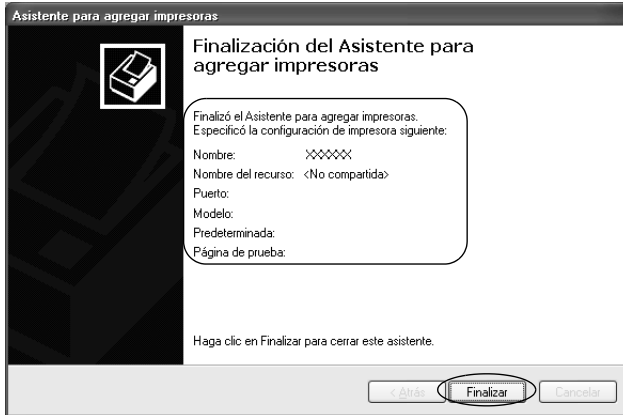 Asistente para agregar impresoras
Finalización del Asistente para
agregar impresoras
Finalizó el Asistente para agregar impresoras.
Especificó la configuración de impresora siguiente:
Nombre: XXXXXX
Nombre del recurso: <No compartida>
Puerto:
Modelo:
Predeterminada:
Página de prueba:
Haga clic en Finalizar para cerrar este asistente.
< Atrás Finalizar Cancelar